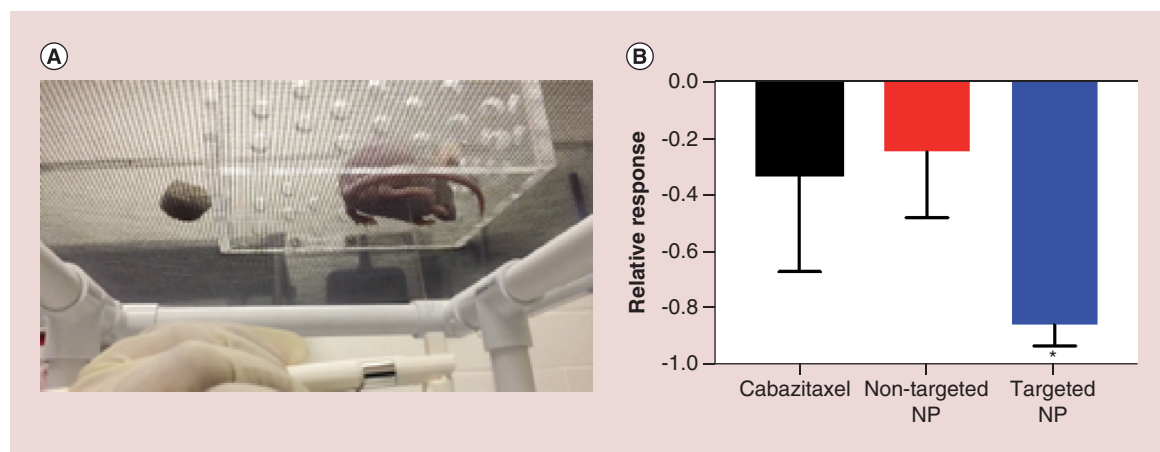 A
B
Relative response
0.0
-0.2
-0.4
-0.6
-0.8
-1.0
*
Cabazitaxel
Non-targeted
NP
Targeted
NP